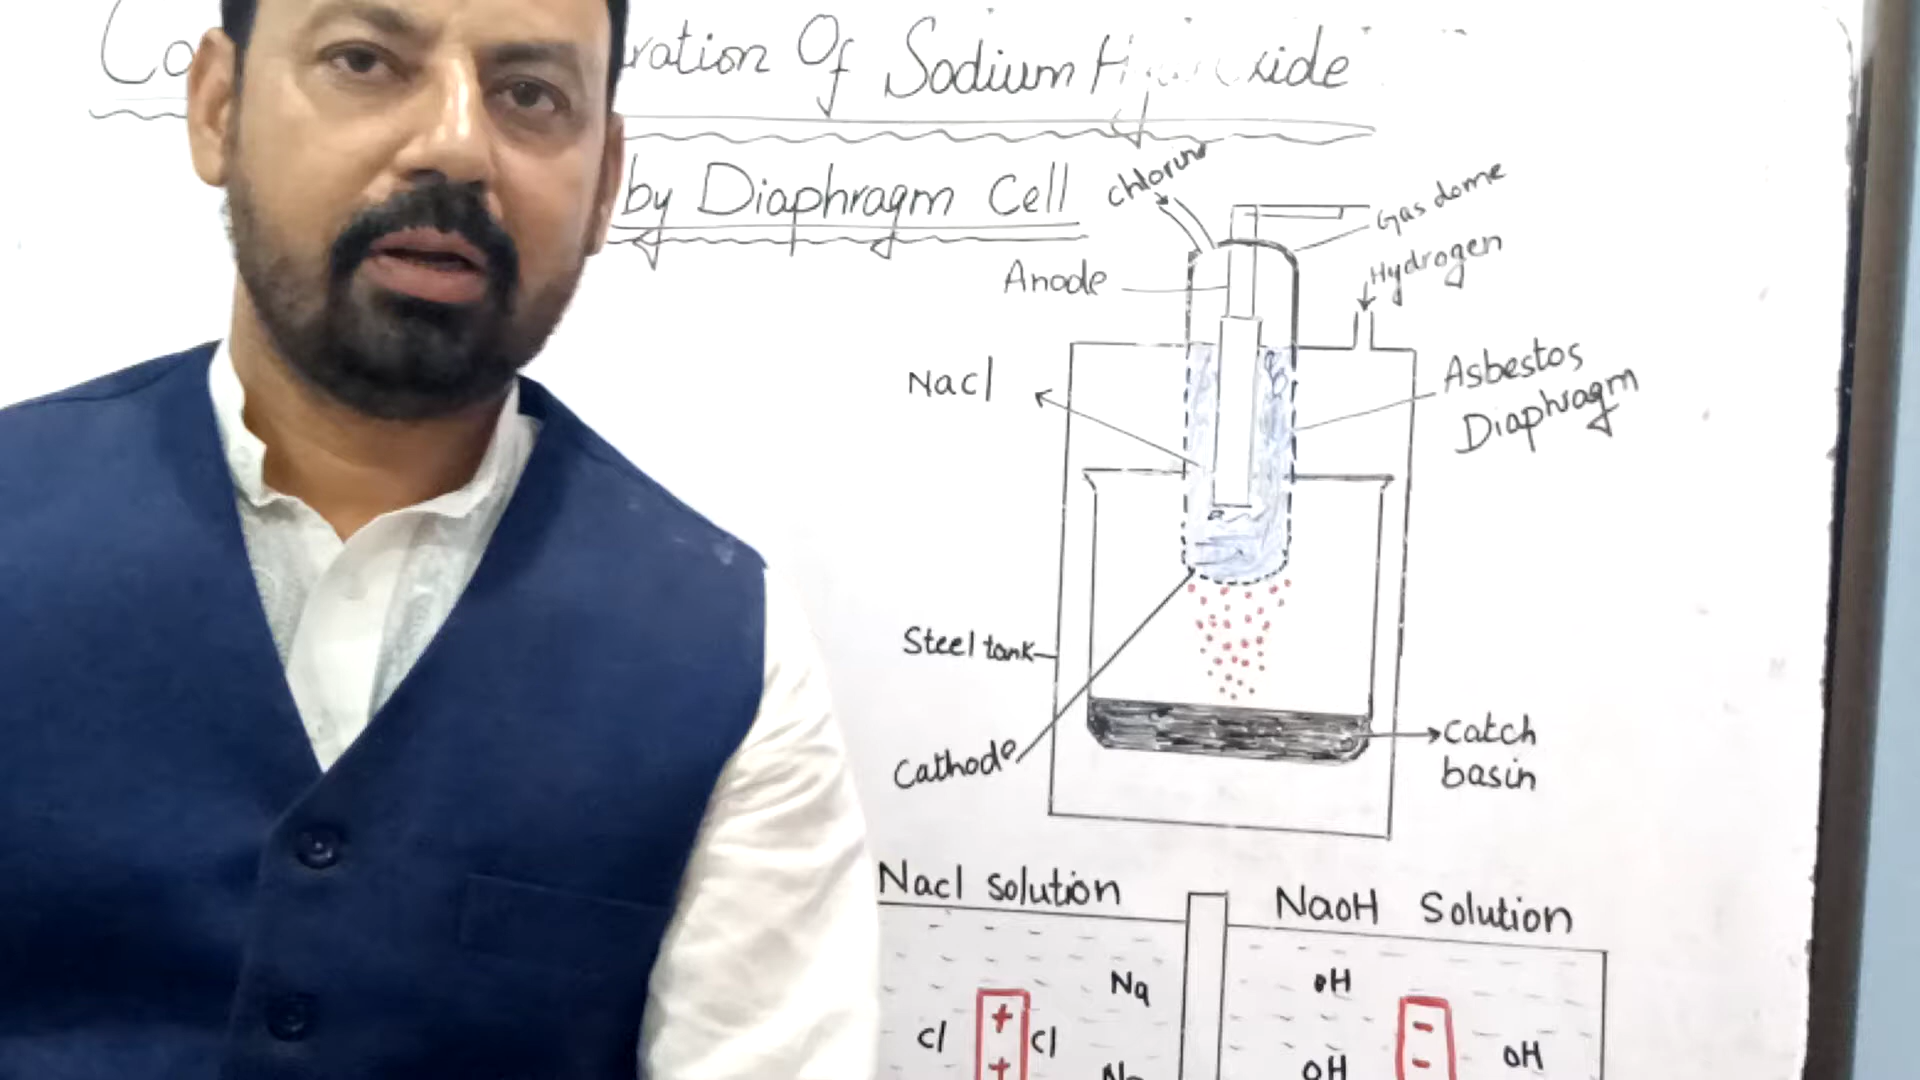 Of Sodium
by Diaphragm Cell
Chlorine
Gas dome
Hydrogen
Anode
Nacl
Asbestos
Diaphragm
Steel tank
Cathode
Catch
basin
Nacl Solution
NaoH Solution
Na
oH
+
-
cl
cl
oH
+
-
Na
oH